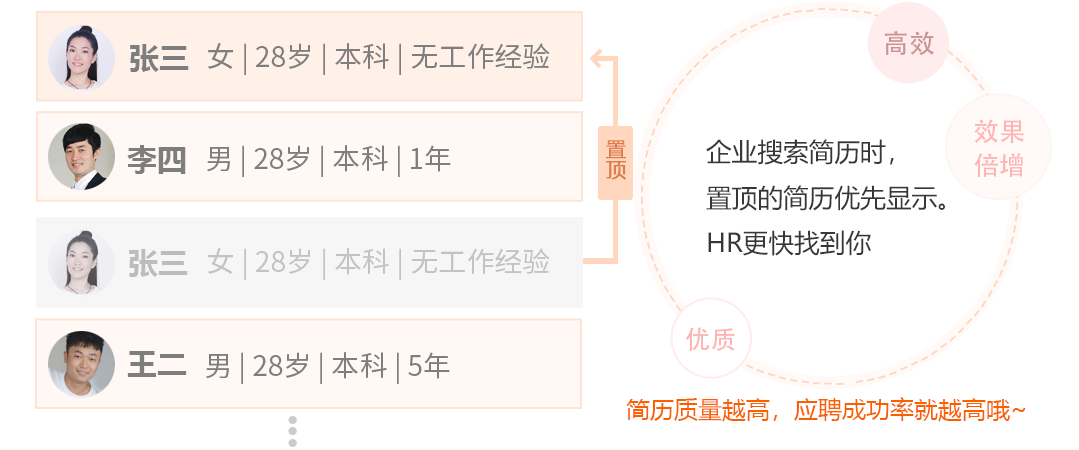 张三 女 | 28岁 | 本科 | 无工作经验
李四 男 | 28岁 | 本科 | 1年
张三 女 | 28岁 | 本科 | 无工作经验
王二 男 | 28岁 | 本科 | 5年
置顶
高效
效果
倍增
企业搜索简历时，
置顶的简历优先显示。
HR更快找到你
优质
简历质量越高，应聘成功率就越高哦~